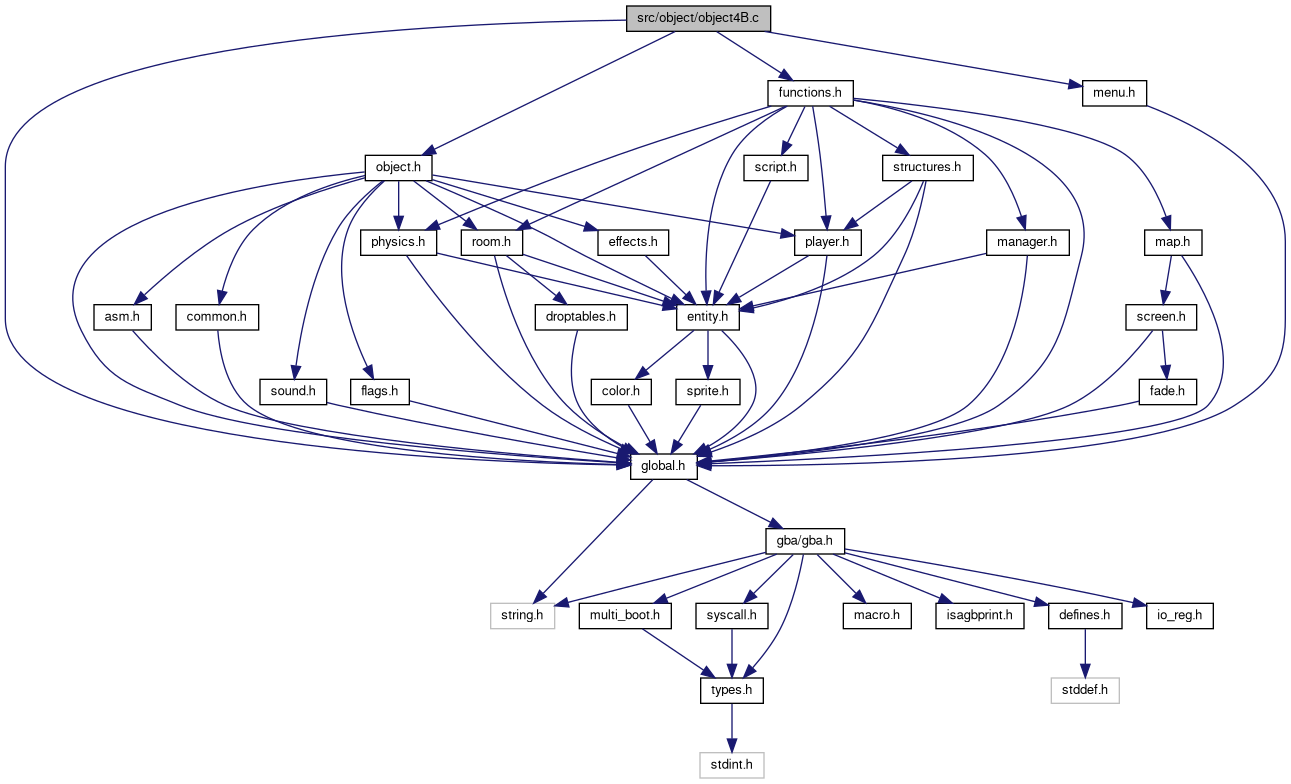 src/object/object4B.c
functions.h
menu.h
object.h
script.h
structures.h
physics.h
room.h
effects.h
player.h
manager.h
map.h
asm.h
common.h
droptables.h
entity.h
screen.h
sound.h
flags.h
color.h
sprite.h
fade.h
global.h
gba/gba.h
string.h
multi_boot.h
syscall.h
macro.h
isagbprint.h
defines.h
io_reg.h
types.h
stddef.h
stdint.h